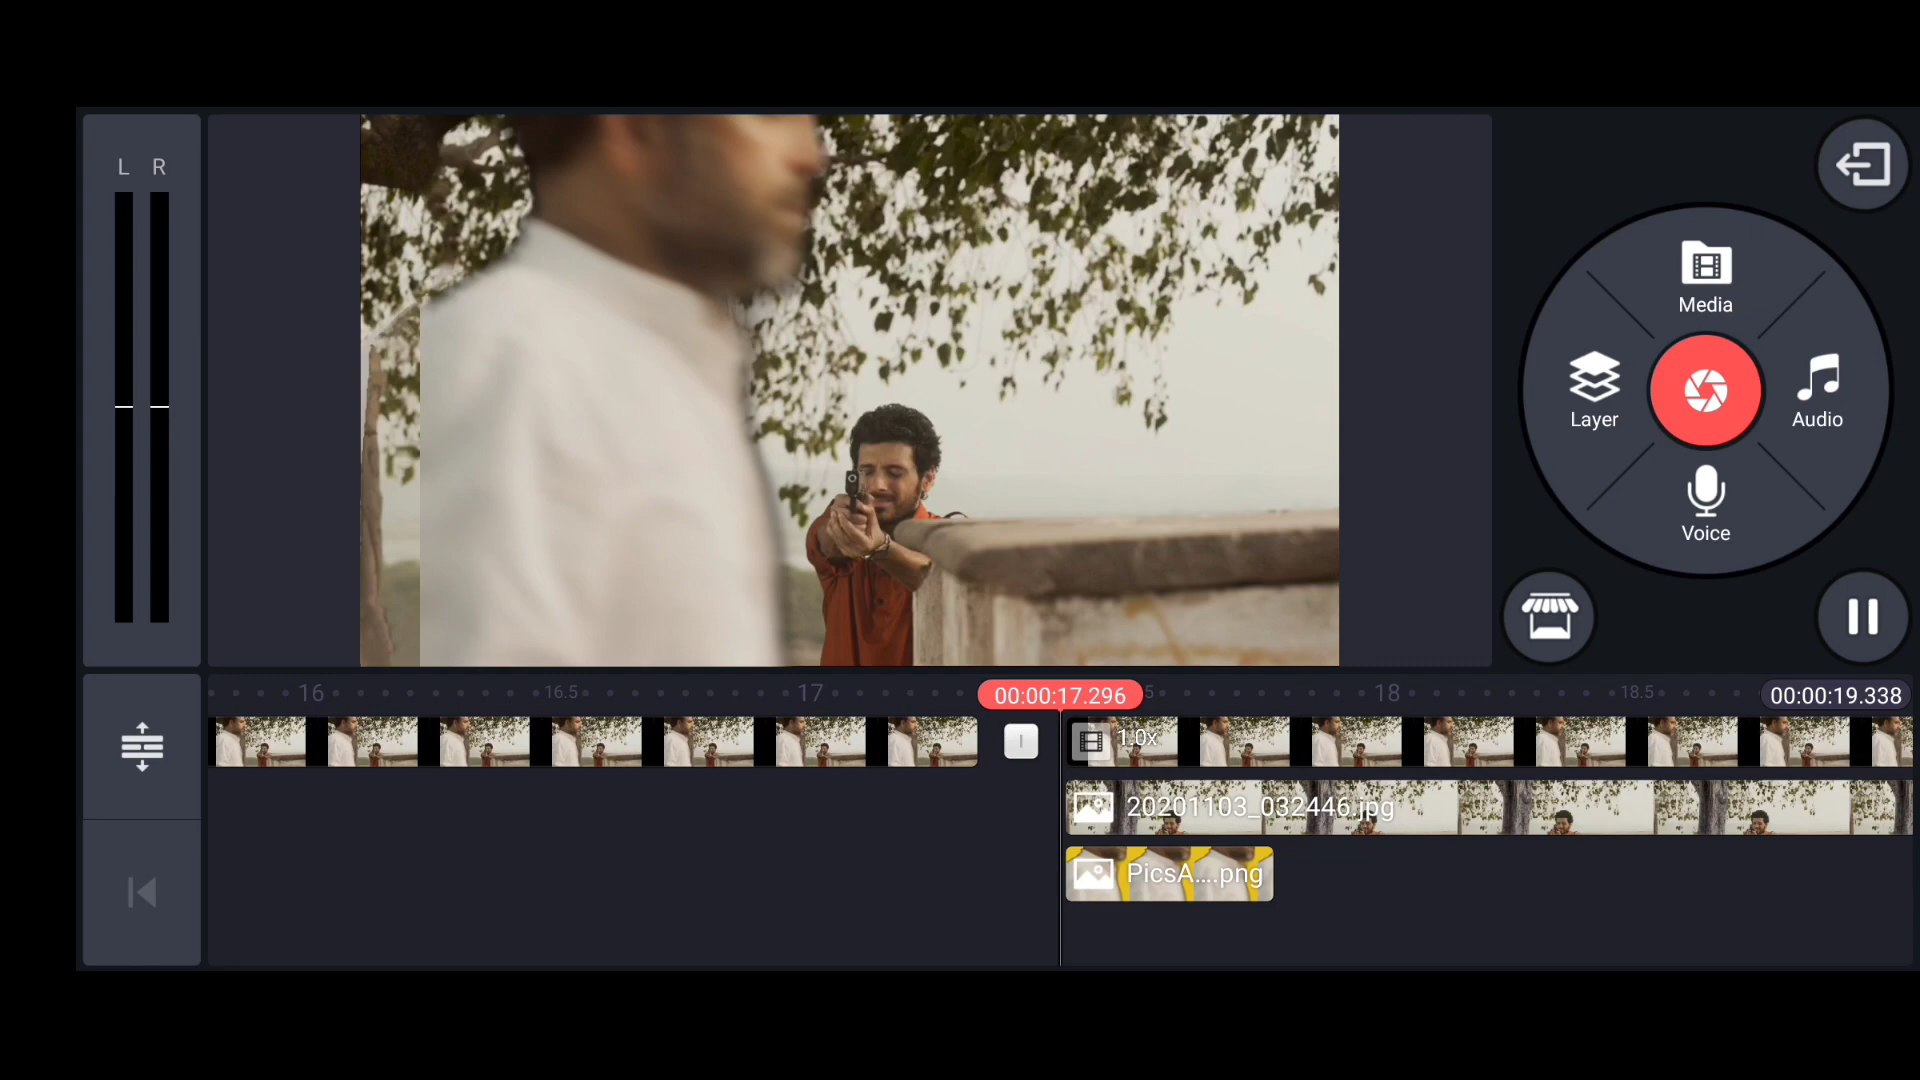 L R
Media
Layer
Audio
Voice
16
16.5
17
00:00:17.296
5
18
18.5
00:00:19.338
1.0x
20201103_032446.jpg
PicsA....png